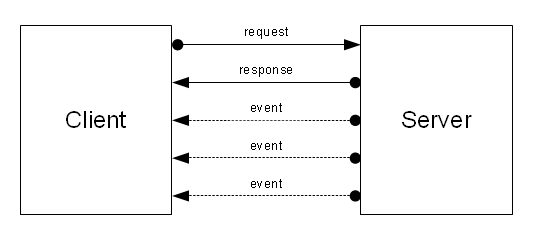 request
response
event
Client
Server
event
event